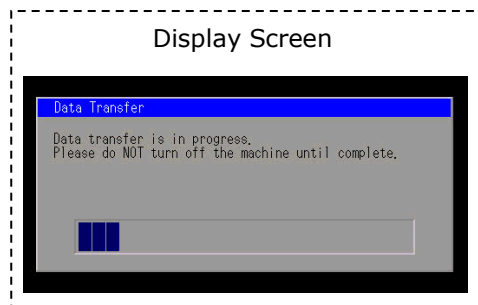 Display Screen
Data Transfer
Data transfer is in progress.
Please do NOT turn off the machine until complete.